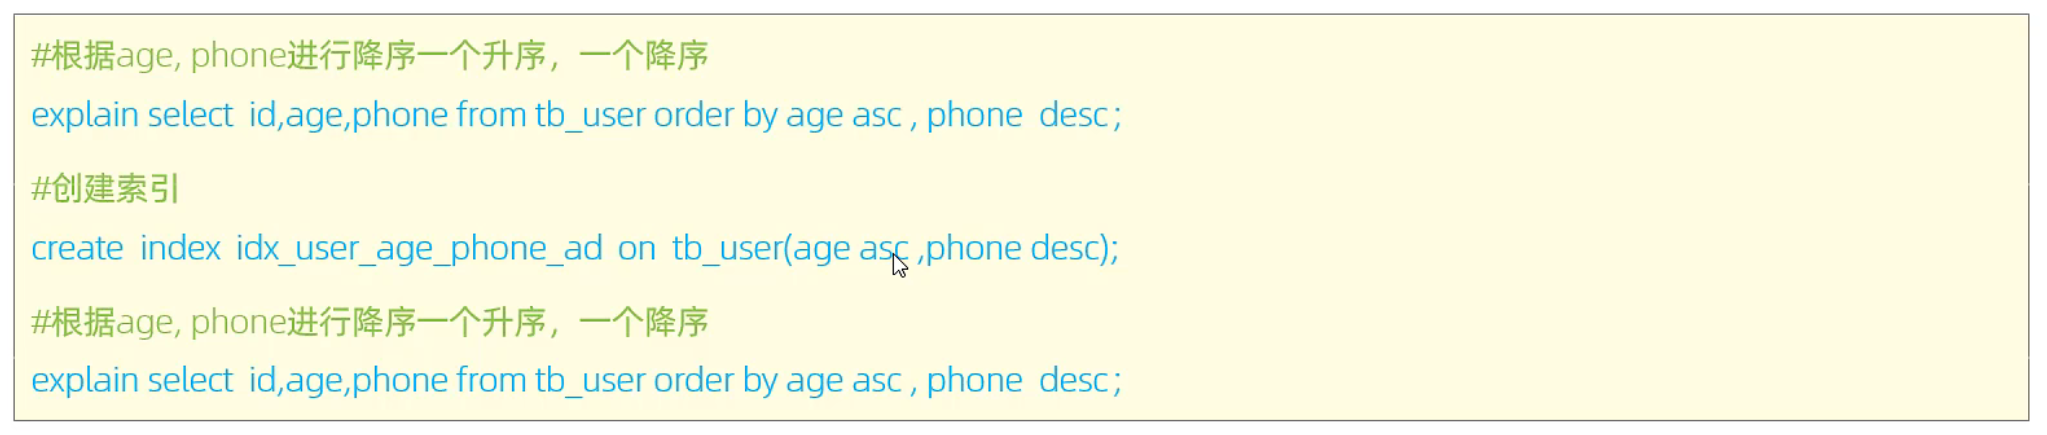 #根据age, phone进行降序一个升序，一个降序
explain select id,age,phone from tb_user order by age asc , phone desc ;
#创建索引
create index idx_user_age_phone_ad on tb_user(age asc ,phone desc);
#根据age, phone进行降序一个升序，一个降序
explain select id,age,phone from tb_user order by age asc , phone desc ;